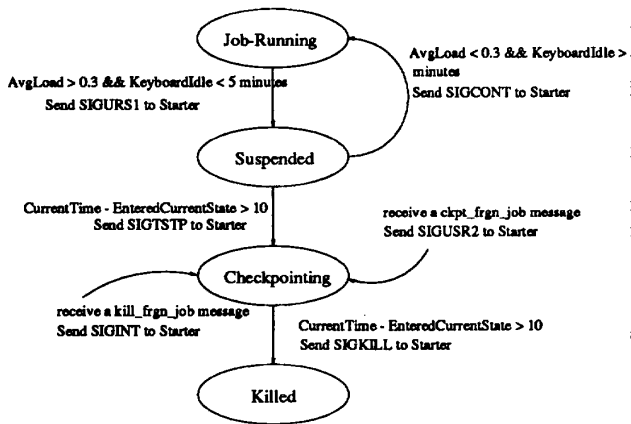 Job-Running
AvgLoad < 0.3 && KeyboardIdle >
minutes
Send SIGCONT to Starter
AvgLoad > 0.3 && KeyboardIdle < 5 minutes
Send SIGURS1 to Starter
Suspended
CurrentTime - EnteredCurrentState > 10
Send SIGTSTP to Starter
receive a ckpt_frgn_job message
Send SIGUSR2 to Starter
Checkpointing
receive a kill_frgn_job message
Send SIGINT to Starter
CurrentTime - EnteredCurrentState > 10
Send SIGKILL to Starter
Killed